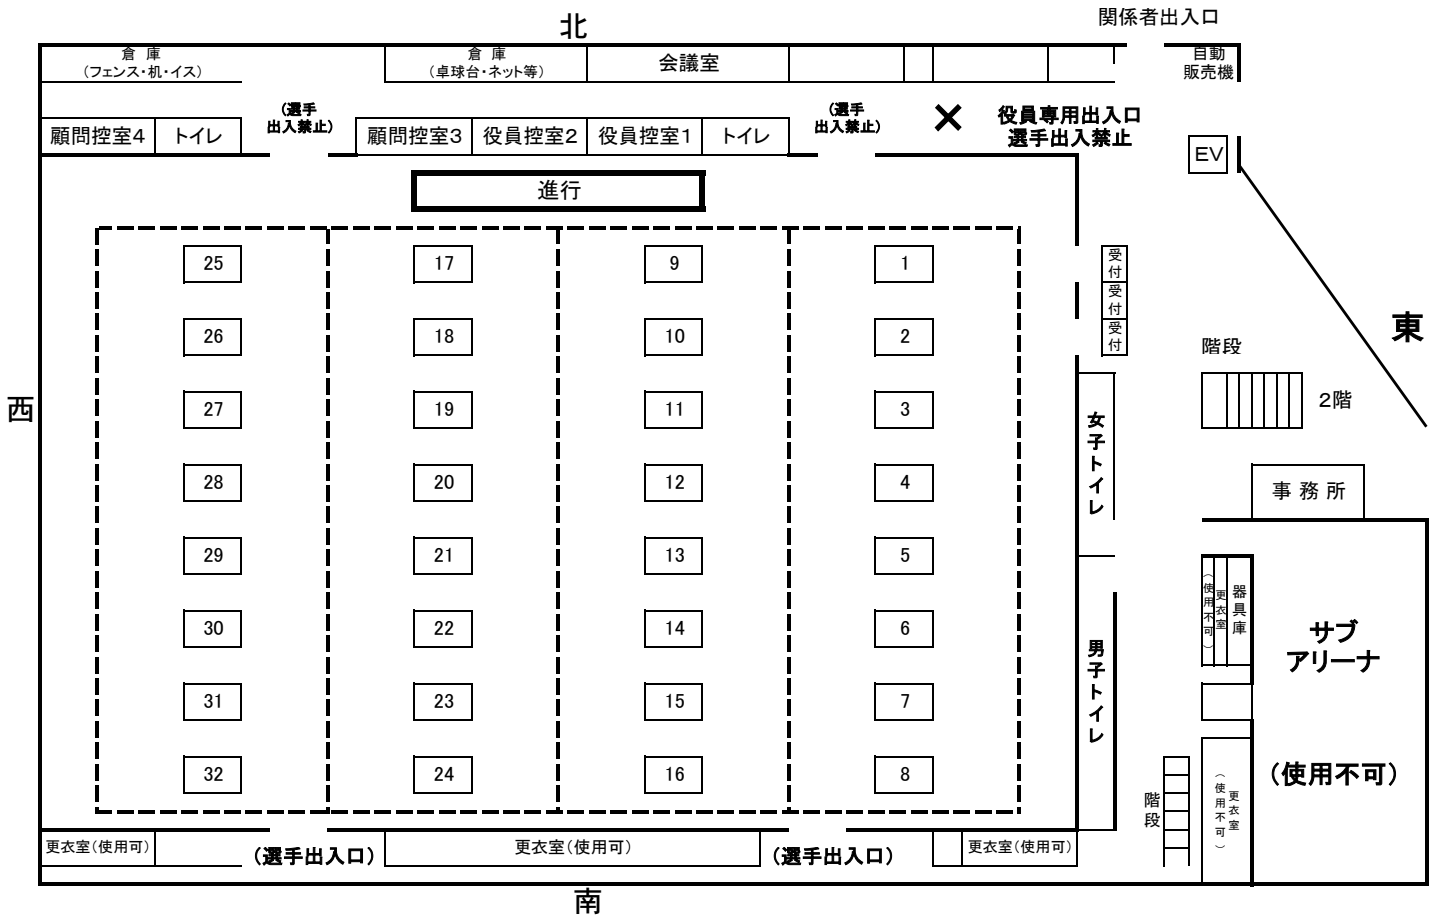 関係者出入口
北
倉 庫
(フェンス・机・イス)
倉 庫
(卓球台・ネット等)
会議室
自動
販売機
(選手
出入禁止)
(選手
出入禁止)
×
役員専用出入口
選手出入禁止
顧問控室4
トイレ
顧問控室3
役員控室2
役員控室1
トイレ
EV
進行
25
17
9
1
受付
26
18
10
2
受付
受付
東
階段
27
19
11
3
2階
西
女子トイレ
28
20
12
4
事 務 所
29
21
13
5
(使用不可)
更衣室
器具庫
30
22
14
6
サブ
アリーナ
男子トイレ
31
23
15
7
32
24
16
8
(使用不可)
階段
(使用不可)
更衣室
更衣室(使用可)
(選手出入口)
更衣室(使用可)
(選手出入口)
更衣室(使用可)
南